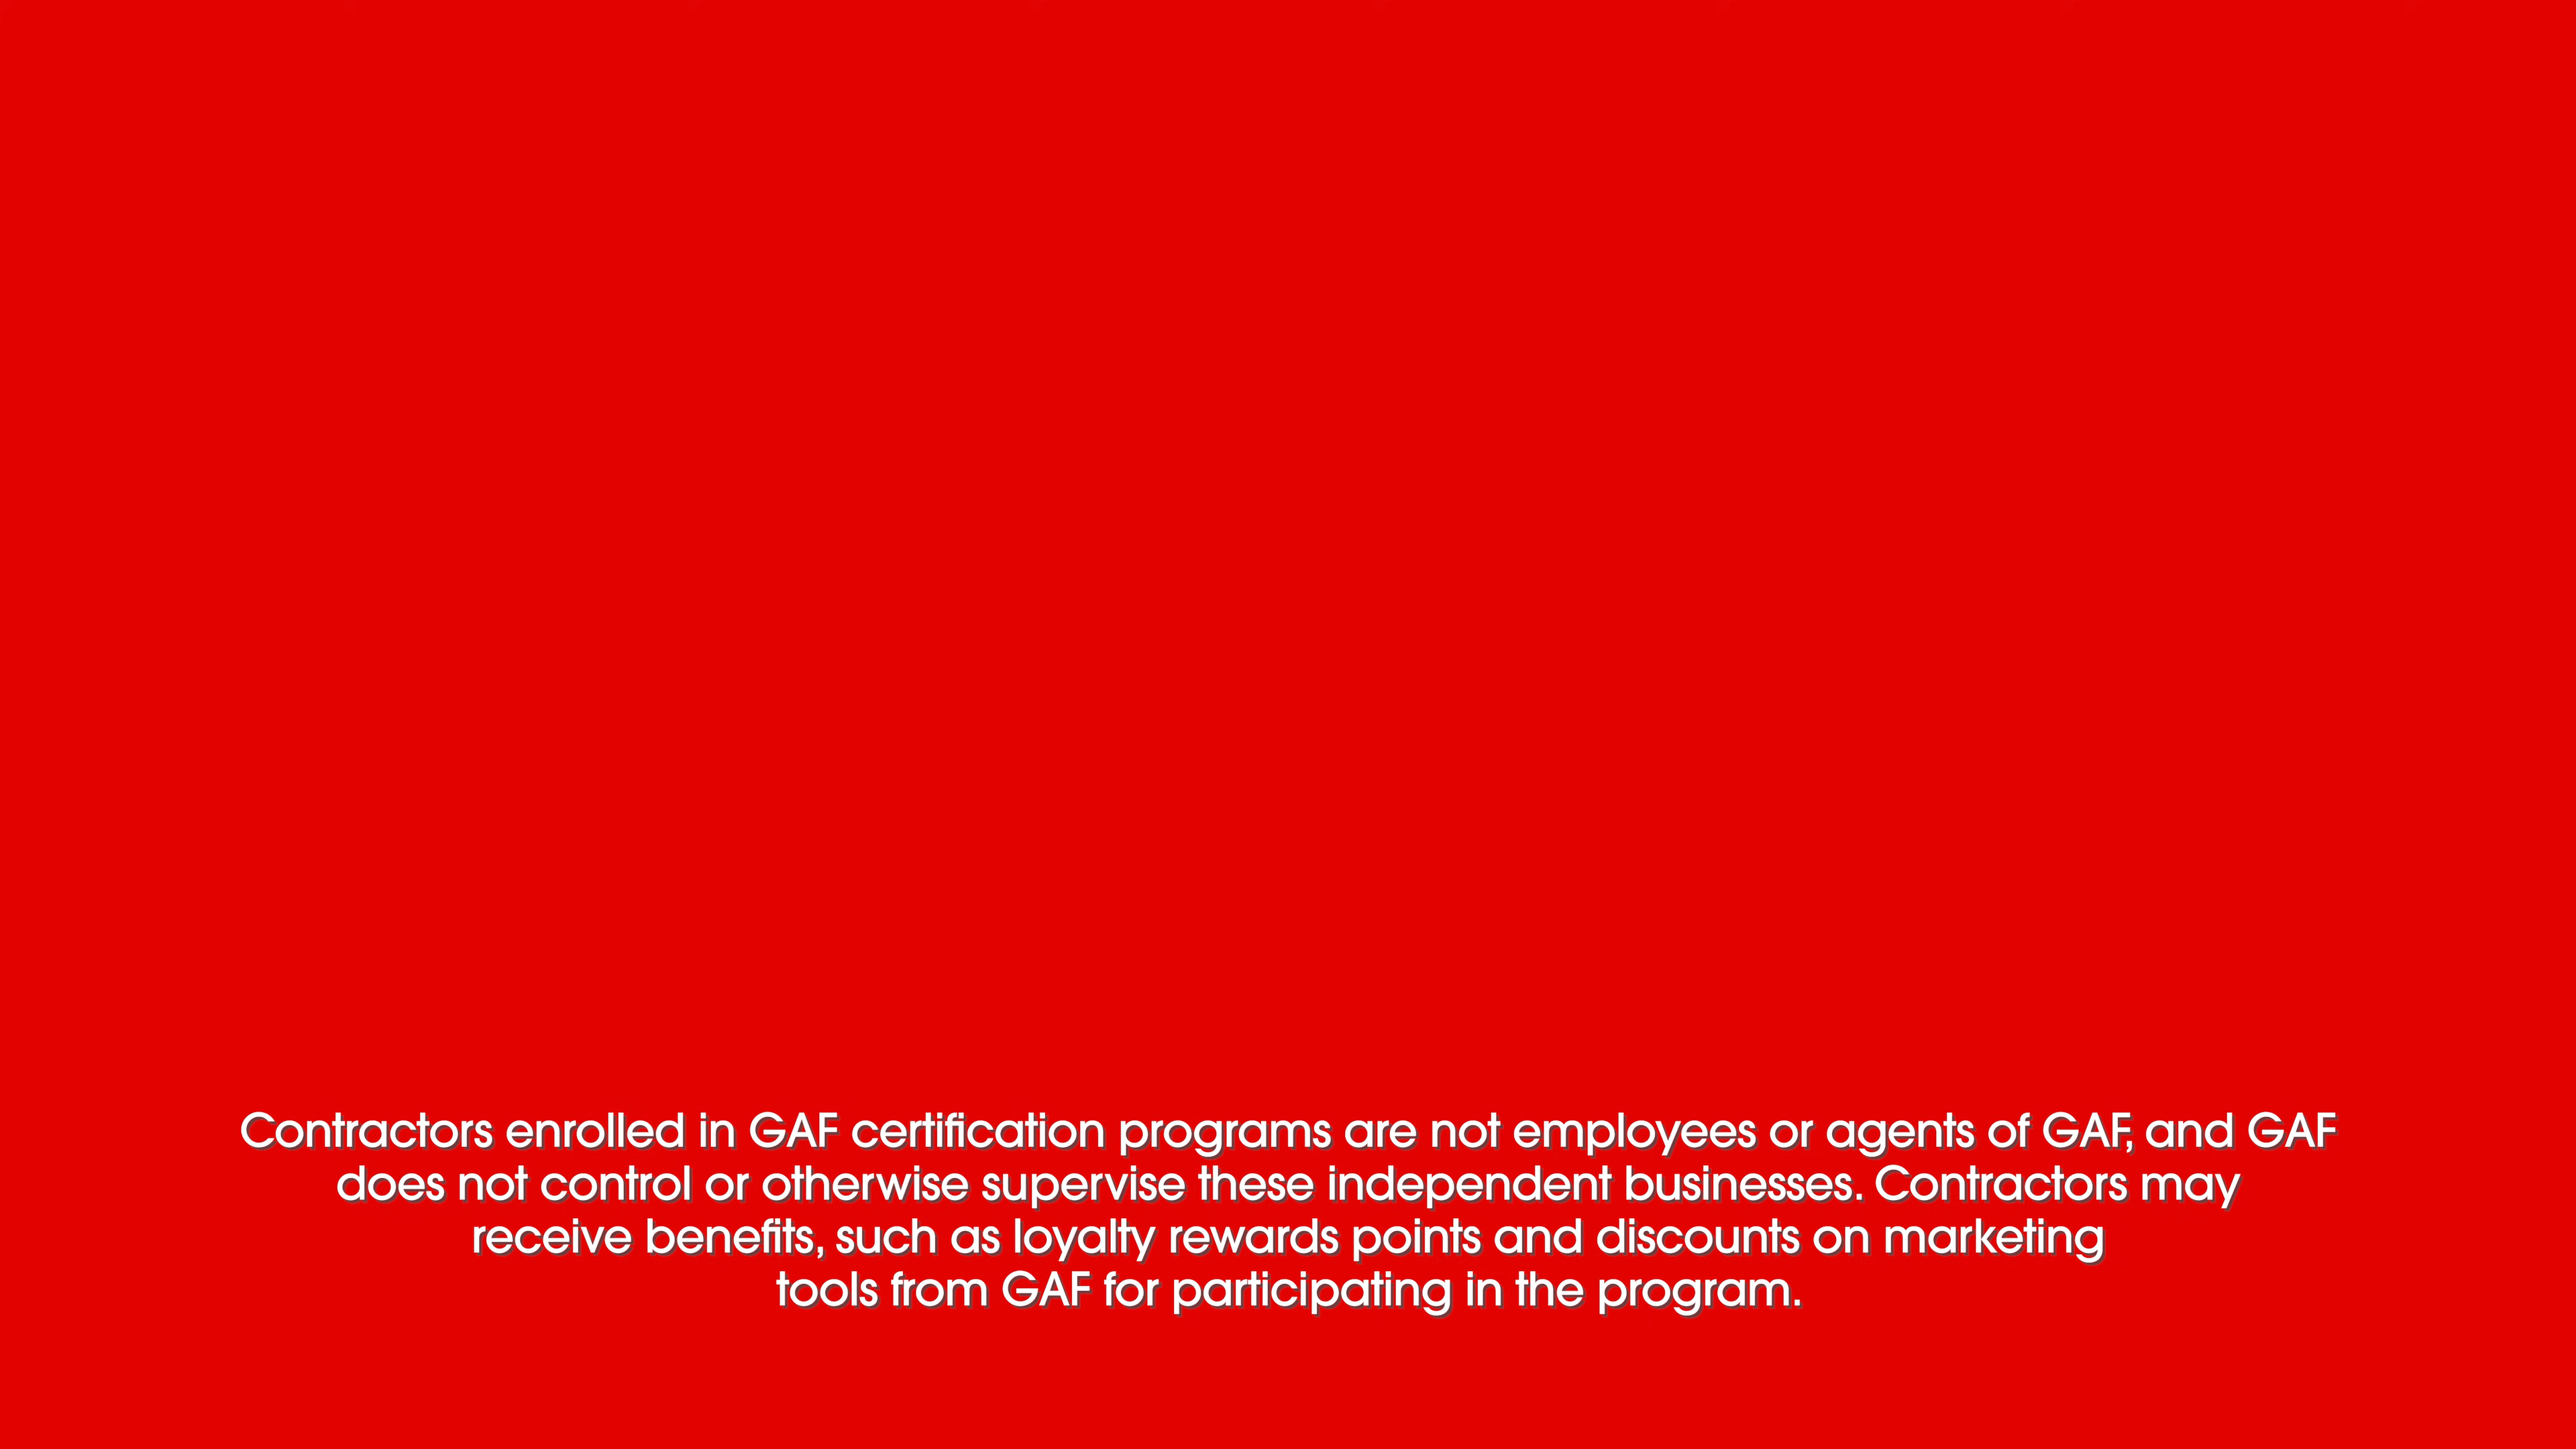 Contractors enrolled in GAF certification programs are not employees or agents of GAF, and GAF
does not control or otherwise supervise these independent businesses. Contractors may
receive benefits, such as loyalty rewards points and discounts on marketing
tools from GAF for participating in the program.